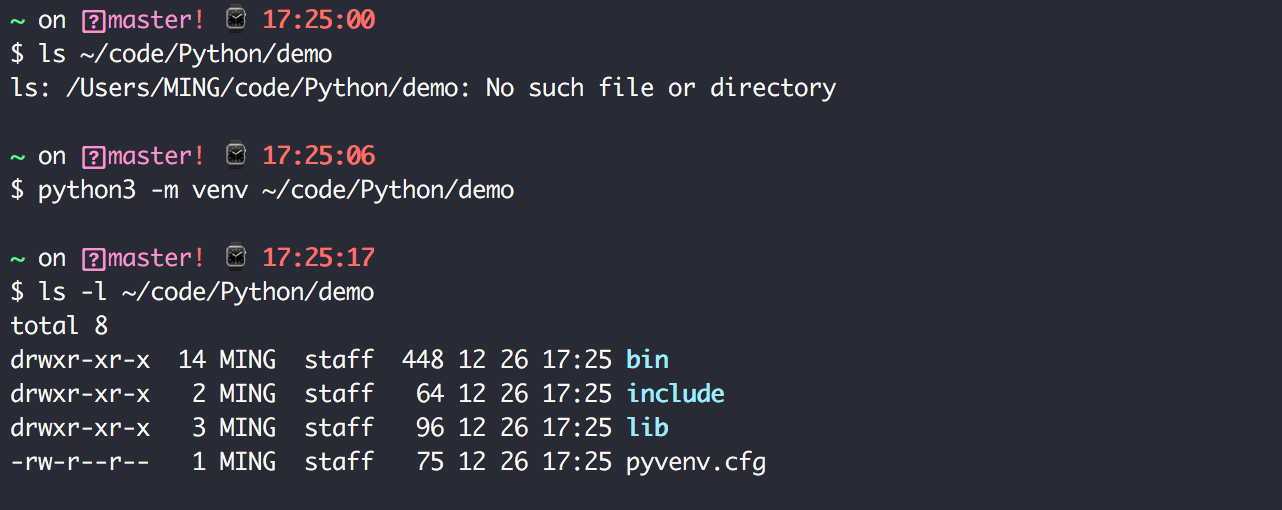 ~ on ?master! ⌚ 17:25:00
$ ls ~/code/Python/demo
ls: /Users/MING/code/Python/demo: No such file or directory
~ on ?master! ⌚ 17:25:06
$ python3 -m venv ~/code/Python/demo
~ on ?master! ⌚ 17:25:17
$ ls -l ~/code/Python/demo
total 8
drwxr-xr-x  14 MING  staff  448 12 26 17:25 bin
drwxr-xr-x   2 MING  staff   64 12 26 17:25 include
drwxr-xr-x   3 MING  staff   96 12 26 17:25 lib
-rw-r--r--   1 MING  staff   75 12 26 17:25 pyvenv.cfg